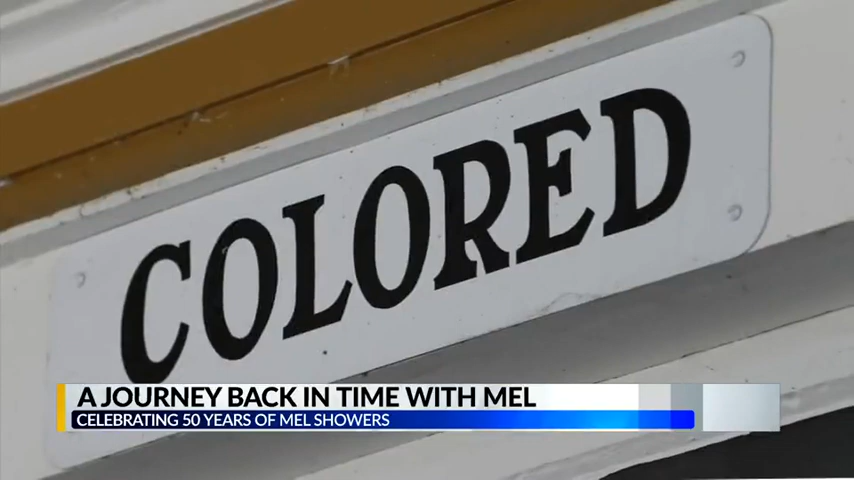 COLORED
A JOURNEY BACK IN TIME WITH MEL
CELEBRATING 50 YEARS OF MEL SHOWERS